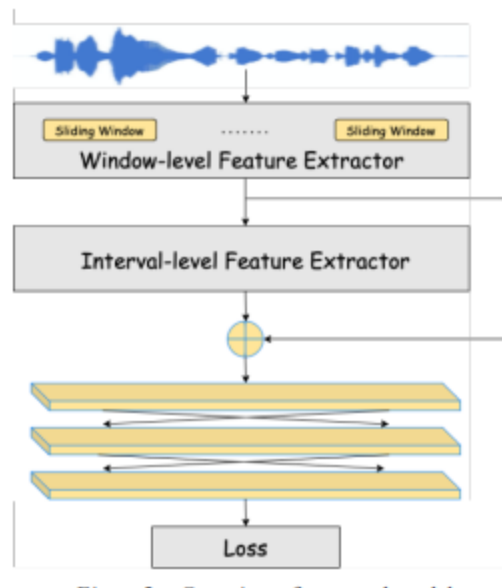 Sliding Window ....... Sliding Window
Window-level Feature Extractor
Interval-level Feature Extractor
Loss